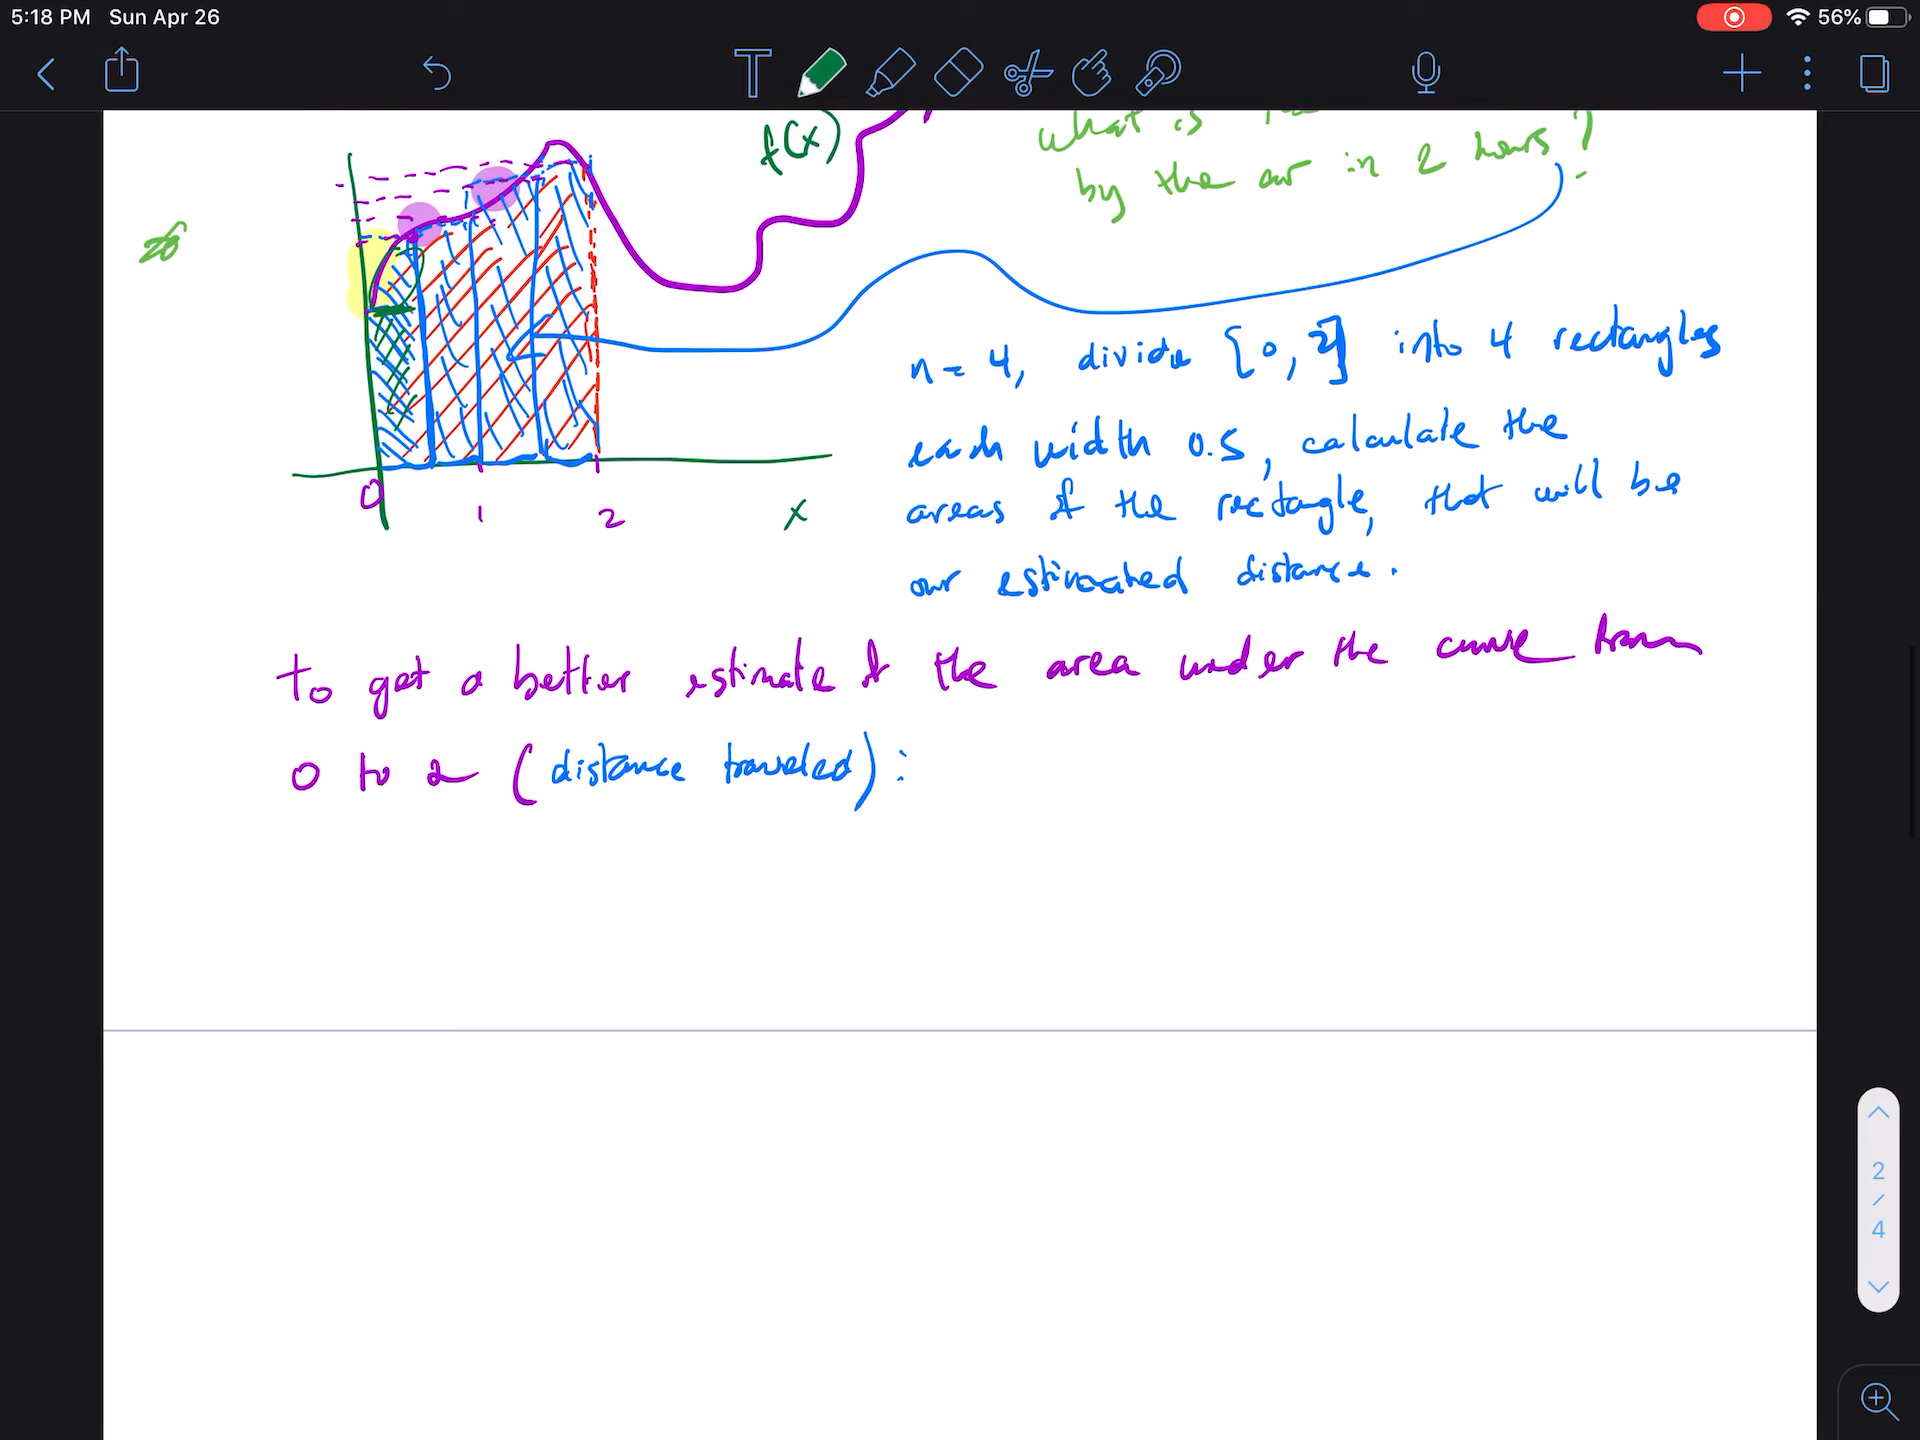 5:18 PM Sun Apr 26
56%
T
f(x)
what is
by the car in 2 hours?
n = 4, divide [0, 2] into 4 rectangles
each width 0.5, calculate the
areas of the rectangle, that will be
our estimated distance.
0 1 2 x
to get a better estimate of the area under the curve from
0 to 2 (distance traveled):
2
/
4